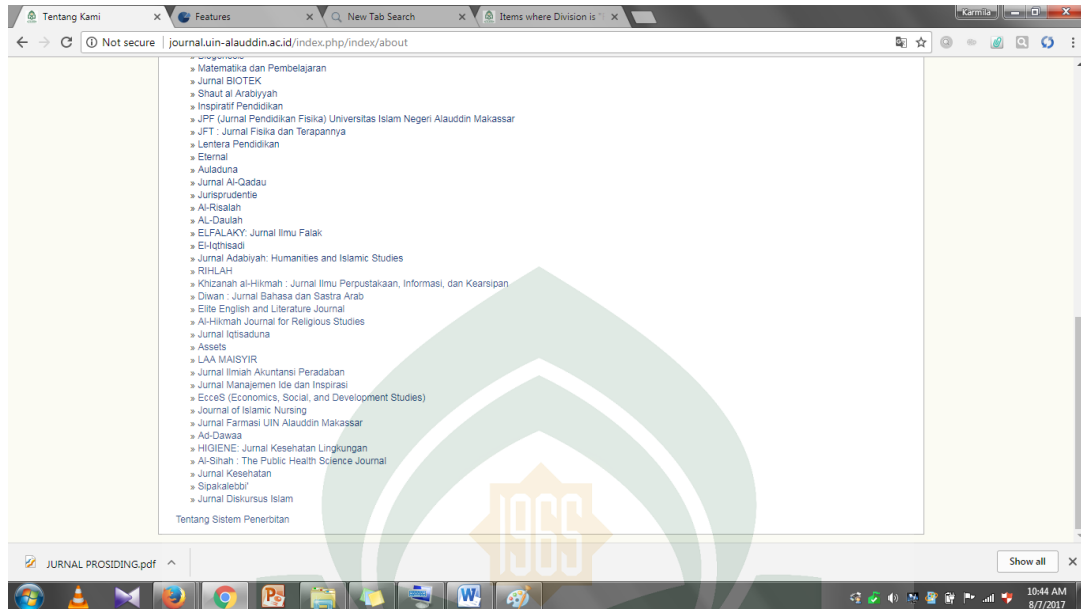 Tentang Kami
Features
New Tab Search
Items where Division is "
Karmila
Not secure
journal.uin-alauddin.ac.id/index.php/index/about
» Biogenesis
» Matematika dan Pembelajaran
» Jurnal BIOTEK
» Shaut al Arabiyyah
» Inspiratif Pendidikan
» JPF (Jurnal Pendidikan Fisika) Universitas Islam Negeri Alauddin Makassar
» JFT : Jurnal Fisika dan Terapannya
» Lentera Pendidikan
» Eternal
» Auladuna
» Jurnal Al-Qadau
» Jurisprudentie
» Al-Risalah
» AL-Daulah
» ELFALAKY: Jurnal Ilmu Falak
» El-Iqthisadi
» Jurnal Adabiyah: Humanities and Islamic Studies
» RIHLAH
» Khizanah al-Hikmah : Jurnal Ilmu Perpustakaan, Informasi, dan Kearsipan
» Diwan : Jurnal Bahasa dan Sastra Arab
» Elite English and Literature Journal
» Al-Hikmah Journal for Religious Studies
» Jurnal Iqtisaduna
» Assets
» LAA MAISYIR
» Jurnal Ilmiah Akuntansi Peradaban
» Jurnal Manajemen Ide dan Inspirasi
» EcceS (Economics, Social, and Development Studies)
» Journal of Islamic Nursing
» Jurnal Farmasi UIN Alauddin Makassar
» Ad-Dawaa
» HIGIENE: Jurnal Kesehatan Lingkungan
» Al-Sihah : The Public Health Science Journal
» Jurnal Kesehatan
» Sipakalebbi'
» Jurnal Diskursus Islam
Tentang Sistem Penerbitan
1965
JURNAL PROSIDING.pdf
Show all
10:44 AM
8/7/2017